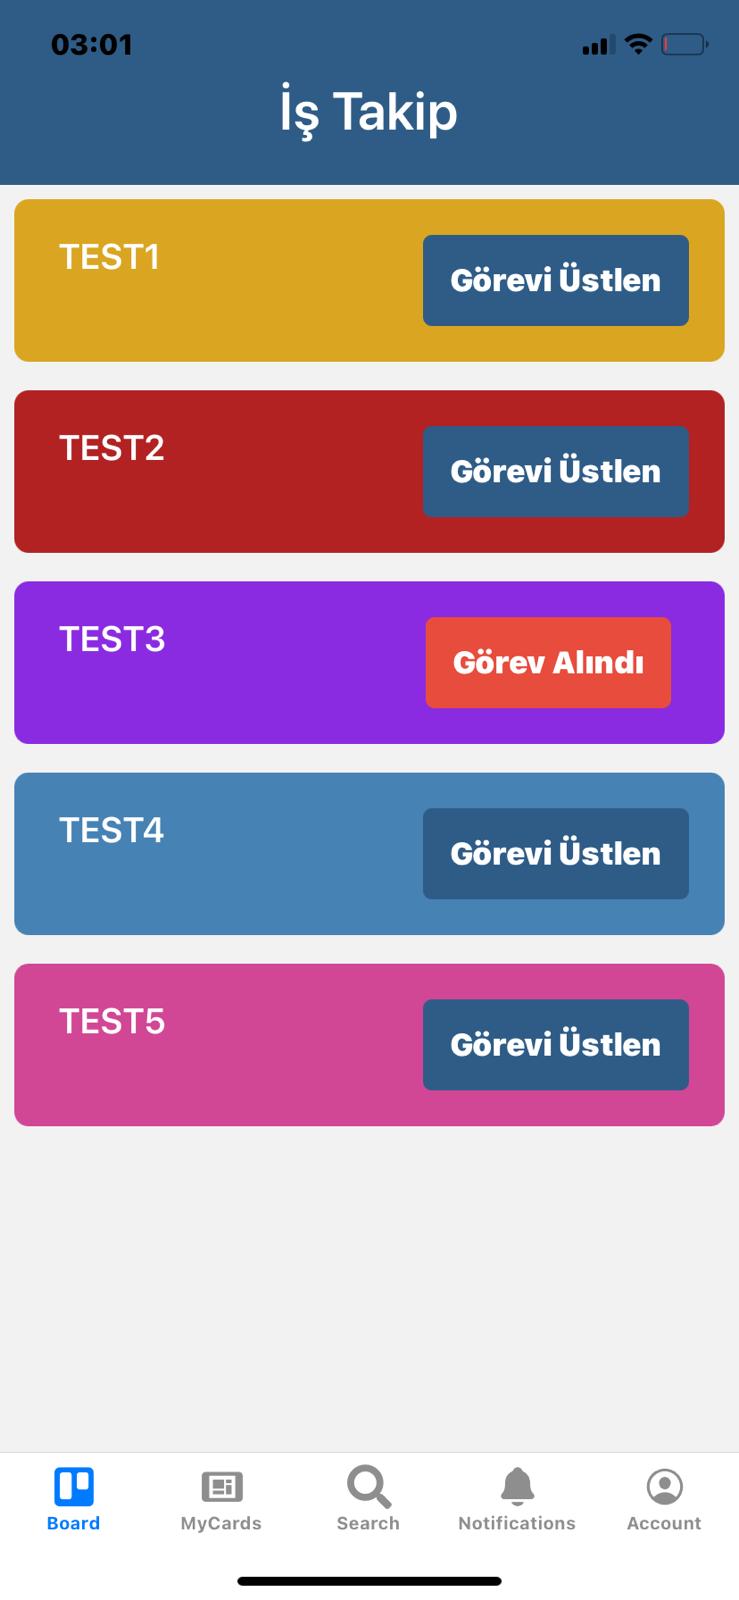 03:01
İş Takip
TEST1
Görevi Üstlen
TEST2
Görevi Üstlen
TEST3
Görev Alındı
TEST4
Görevi Üstlen
TEST5
Görevi Üstlen
Board
MyCards
Search
Notifications
Account